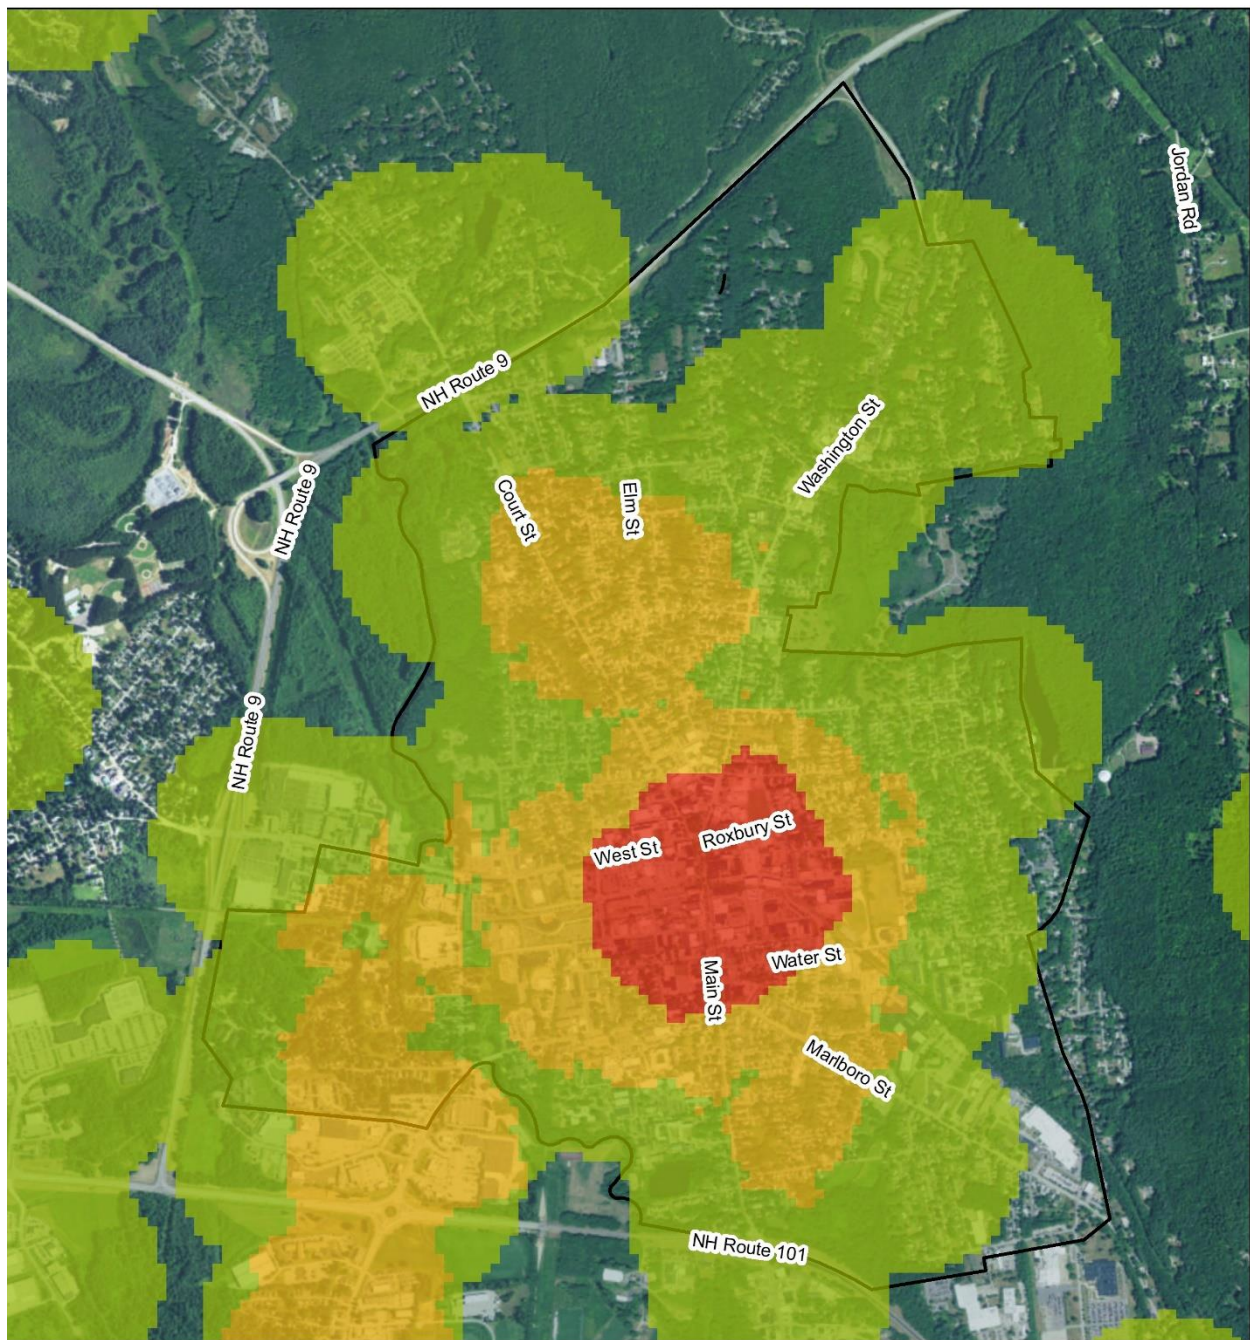 Jordan Rd
NH Route 9
Washington St
Court St
Elm St
NH Route 9
NH Route 9
Roxbury St
West St
Water St
Main St
Marlboro St
NH Route 101